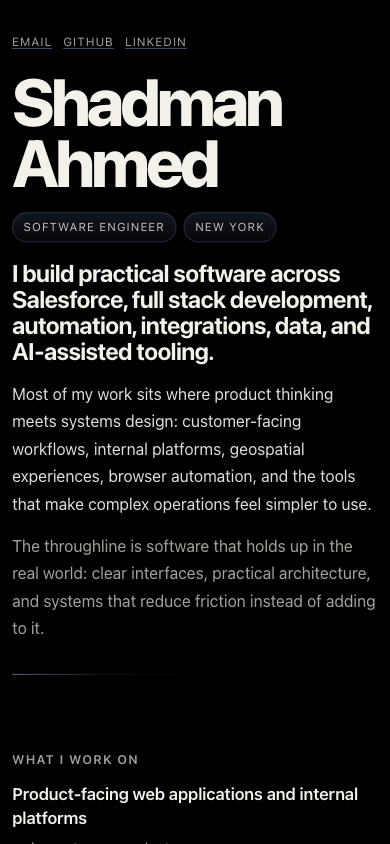 EMAIL GITHUB LINKEDIN
Shadman
Ahmed
SOFTWARE ENGINEER NEW YORK
I build practical software across
Salesforce, full stack development,
automation, integrations, data, and
AI-assisted tooling.
Most of my work sits where product thinking
meets systems design: customer-facing
workflows, internal platforms, geospatial
experiences, browser automation, and the tools
that make complex operations feel simpler to use.
The throughline is software that holds up in the
real world: clear interfaces, practical architecture,
and systems that reduce friction instead of adding
to it.
WHAT I WORK ON
Product-facing web applications and internal
platforms